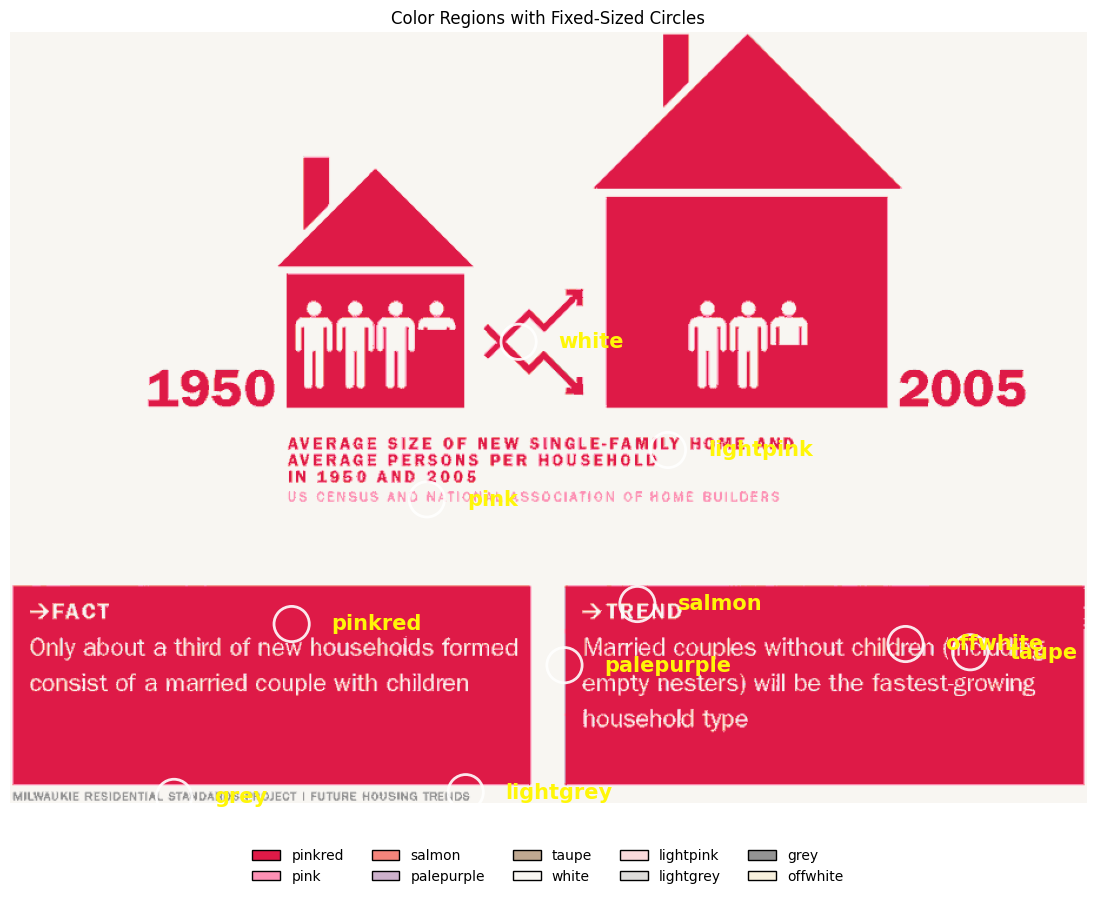 Color Regions with Fixed-Sized Circles
white
1950
2005
AVERAGE SIZE OF NEW SINGLE-FAMILY HOME AND
AVERAGE PERSONS PER HOUSEHOLD
IN 1950 AND 2005
lightpink
US CENSUS AND NATIONAL ASSOCIATION OF HOME BUILDERS
pink
→FACT
Only about a third of new households formed
consist of a married couple with children
pinkred
→TREND
Married couples without children (including
empty nesters) will be the fastest-growing
household type
salmon
offwhite
taupe
palepurple
MILWAUKIE RESIDENTIAL STANDARDS PROJECT | FUTURE HOUSING TRENDS
grey
lightgrey
pinkred
salmon
taupe
lightpink
grey
pink
palepurple
white
lightgrey
offwhite